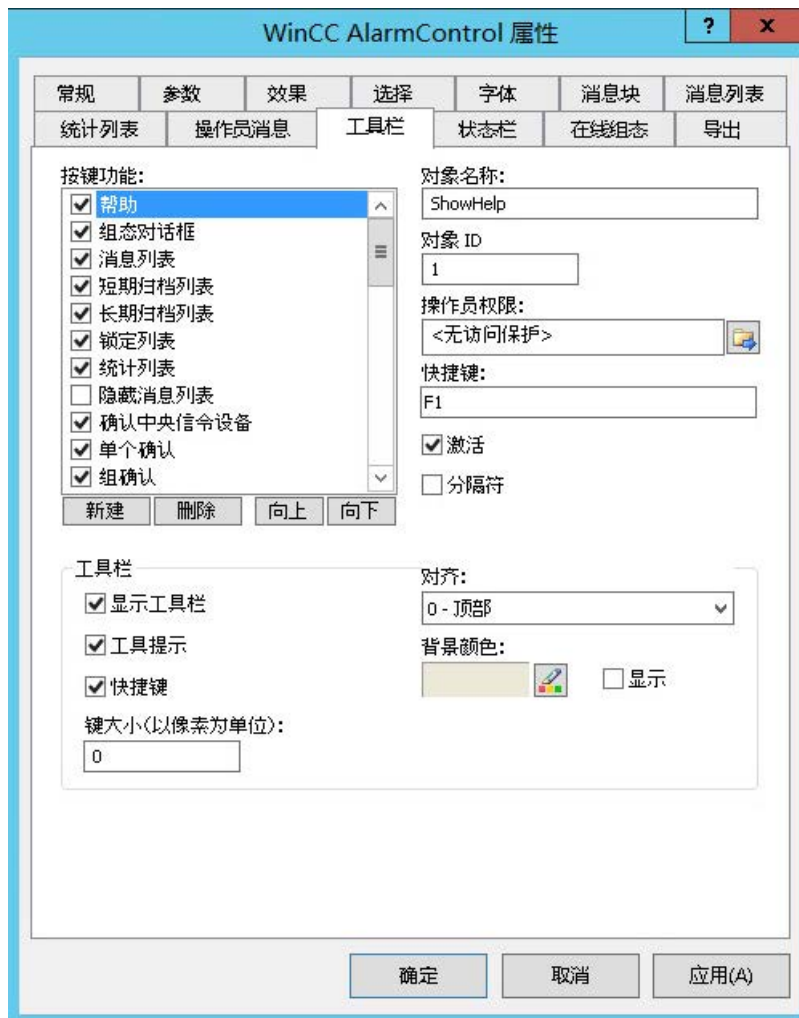 WinCC AlarmControl 属性
? x
常规 参数 效果 选择 字体 消息块 消息列表
统计列表 操作员消息 工具栏 状态栏 在线组态 导出
按键功能:
帮助
组态对话框
消息列表
短期归档列表
长期归档列表
锁定列表
统计列表
隐藏消息列表
确认中央信令设备
单个确认
组确认
新建 删除 向上 向下
对象名称:
ShowHelp
对象 ID
1
操作员权限:
<无访问保护>
快捷键:
F1
激活
分隔符
工具栏
显示工具栏
工具提示
快捷键
键大小(以像素为单位):
0
对齐:
0 - 顶部
背景颜色:
显示
确定 取消 应用(A)